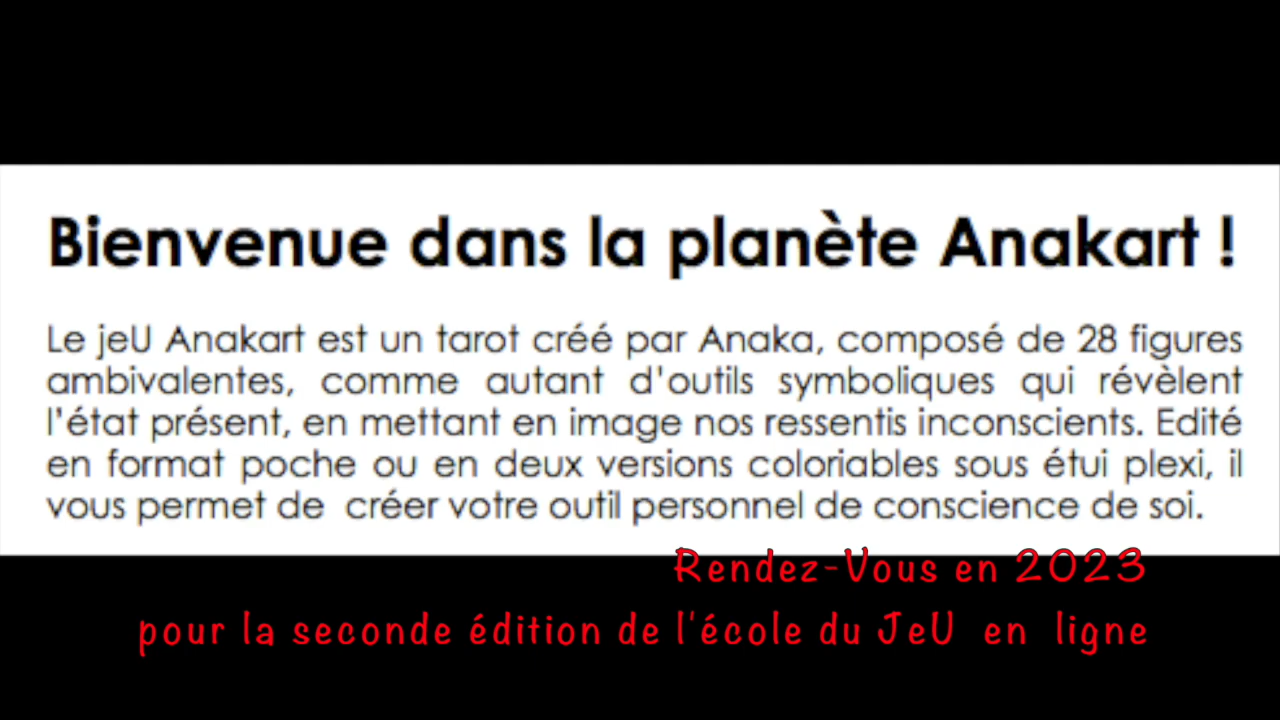 Bienvenue dans la planète Anakart !
Le jeU Anakart est un tarot créé par Anaka, composé de 28 figures
ambivalentes, comme autant d'outils symboliques qui révèlent
l'état présent, en mettant en image nos ressentis inconscients. Edité
en format poche ou en deux versions coloriables sous étui plexi, il
vous permet de créer votre outil personnel de conscience de soi.
Rendez-Vous en 2023
pour la seconde édition de l'école du JeU en ligne